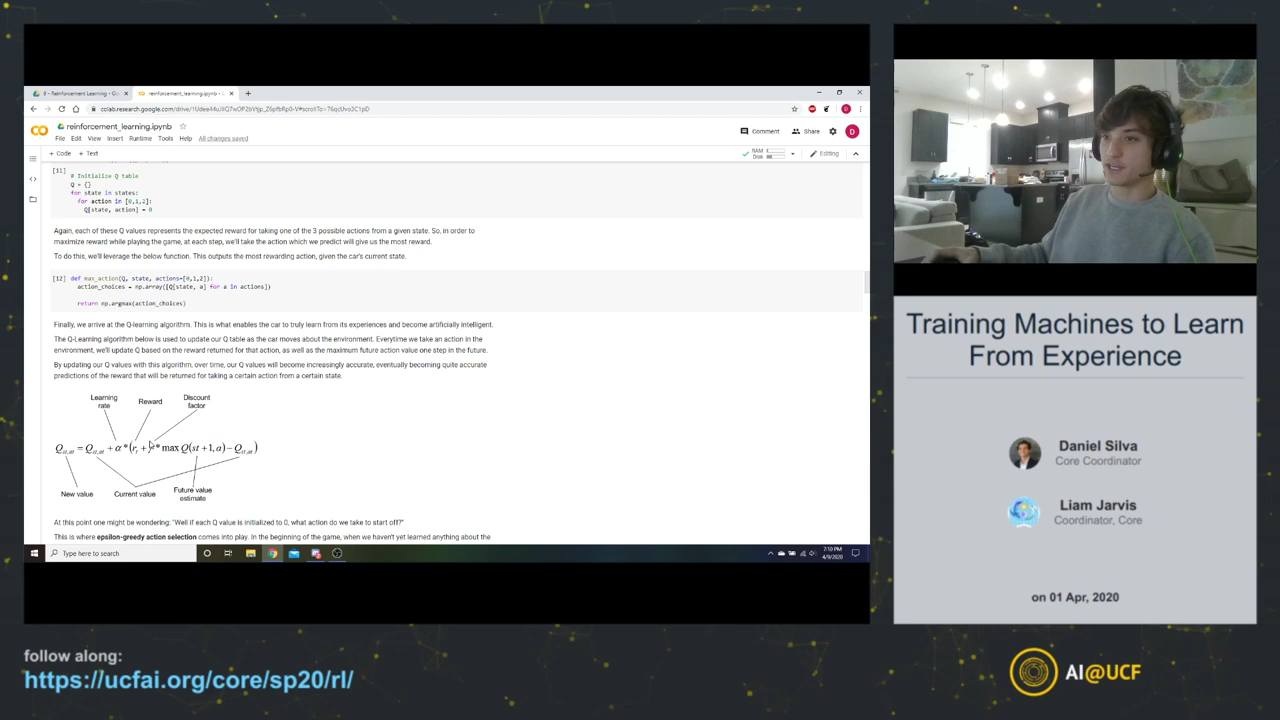 9 - Reinforcement Learning - Go
reinforcement_learning.ipynb - C
reinforcement_learning.ipynb
File Edit View Insert Runtime Tools Help All changes saved
Comment Share D
+ Code + Text
RAM
Disk
Editing
[11]
# Initialize Q table
Q = {}
for state in states:
for action in [0,1,2]:
Q[state, action] = 0
Again, each of these Q values represents the expected reward for taking one of the 3 possible actions from a given state. So, in order to
maximize reward while playing the game, at each step, we'll take the action which we predict will give us the most reward.
To do this, we'll leverage the below function. This outputs the most rewarding action, given the car's current state.
[12] def max_action(Q, state, actions=[0,1,2]):
action_choices = np.array([Q[state, a] for a in actions])
return np.argmax(action_choices)
Finally, we arrive at the Q-learning algorithm. This is what enables the car to truly learn from its experiences and become artificially intelligent.
The Q-Learning algorithm below is used to update our Q table as the car moves about the environment. Everytime we take an action in the
environment, we'll update Q based on the reward returned for that action, as well as the maximum future action value one step in the future.
By updating our Q values with this algorithm, over time, our Q values will become increasingly accurate, eventually becoming quite accurate
predictions of the reward that will be returned for taking a certain action from a certain state.
Learning
rate
Reward
Discount
factor
New value
Current value
Future value
estimate
At this point one might be wondering: "Well if each Q value is initialized to 0, what action do we take to start off?"
This is where epsilon-greedy action selection comes into play. In the beginning of the game, when we haven't yet learned anything about the
Type here to search
7:10 PM
4/9/2020
Training Machines to Learn
From Experience
Daniel Silva
Core Coordinator
Liam Jarvis
Coordinator, Core
on 01 Apr, 2020
follow along:
https://ucfai.org/core/sp20/rl/
AI@UCF